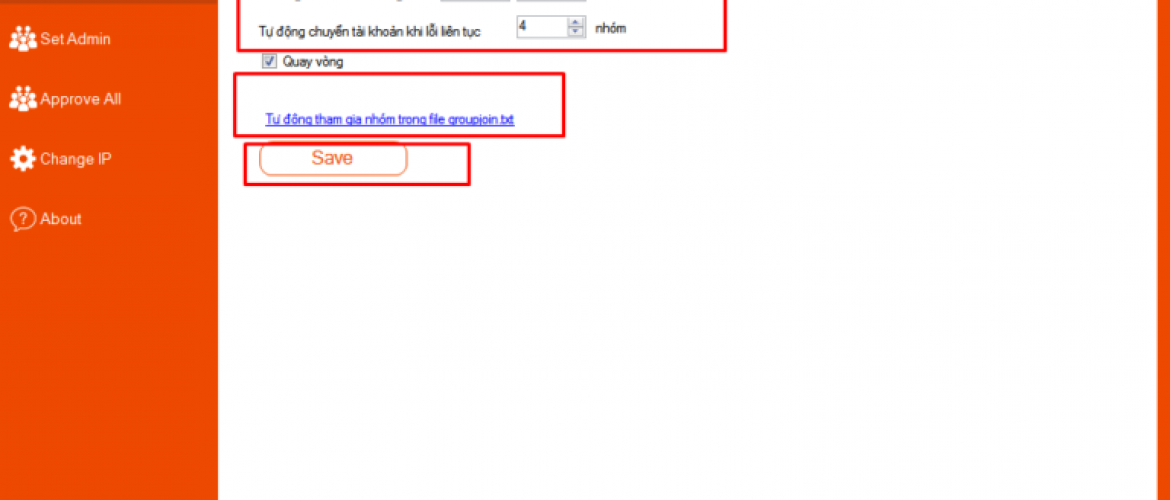 Set Admin
Approve All
Change IP
About
Tự động chuyển tài khoản khi lỗi liên tục 4 nhóm
Quay vòng
Tự động tham gia nhóm trong file groupjoin.txt
Save